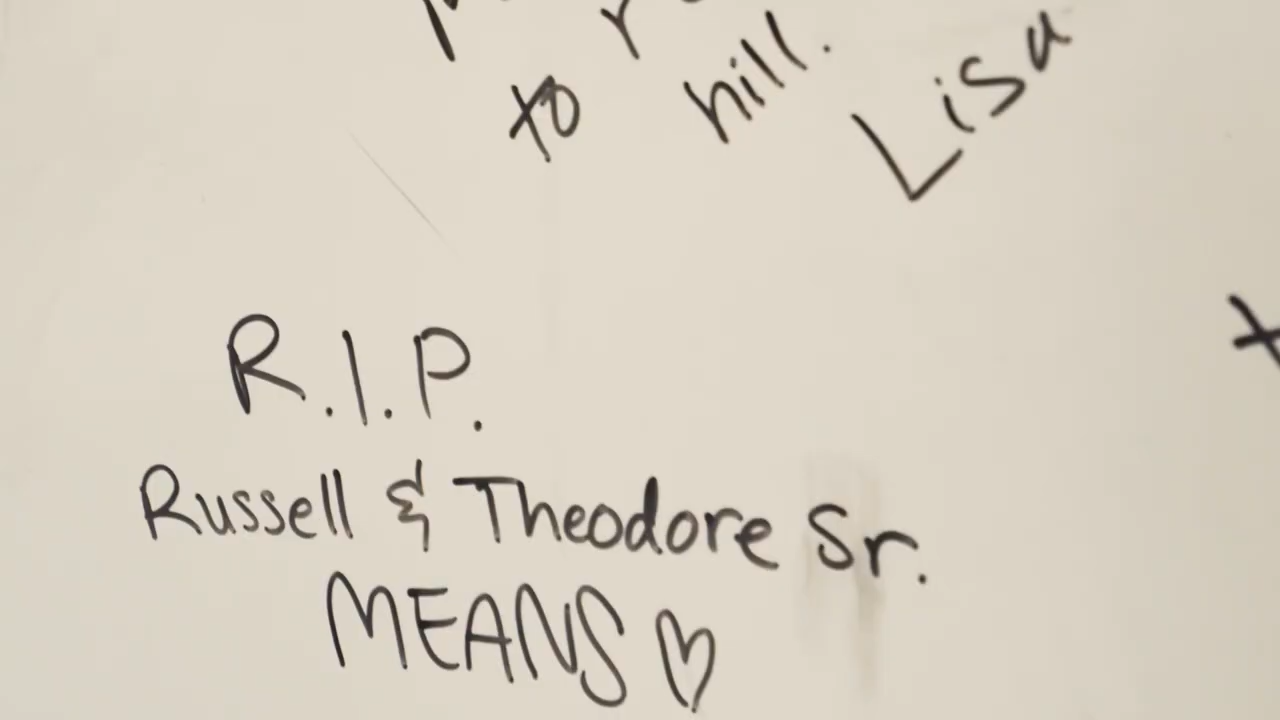 to hill.
Lisa
R.I.P.
Russell & Theodore Sr.
MEANS ♡